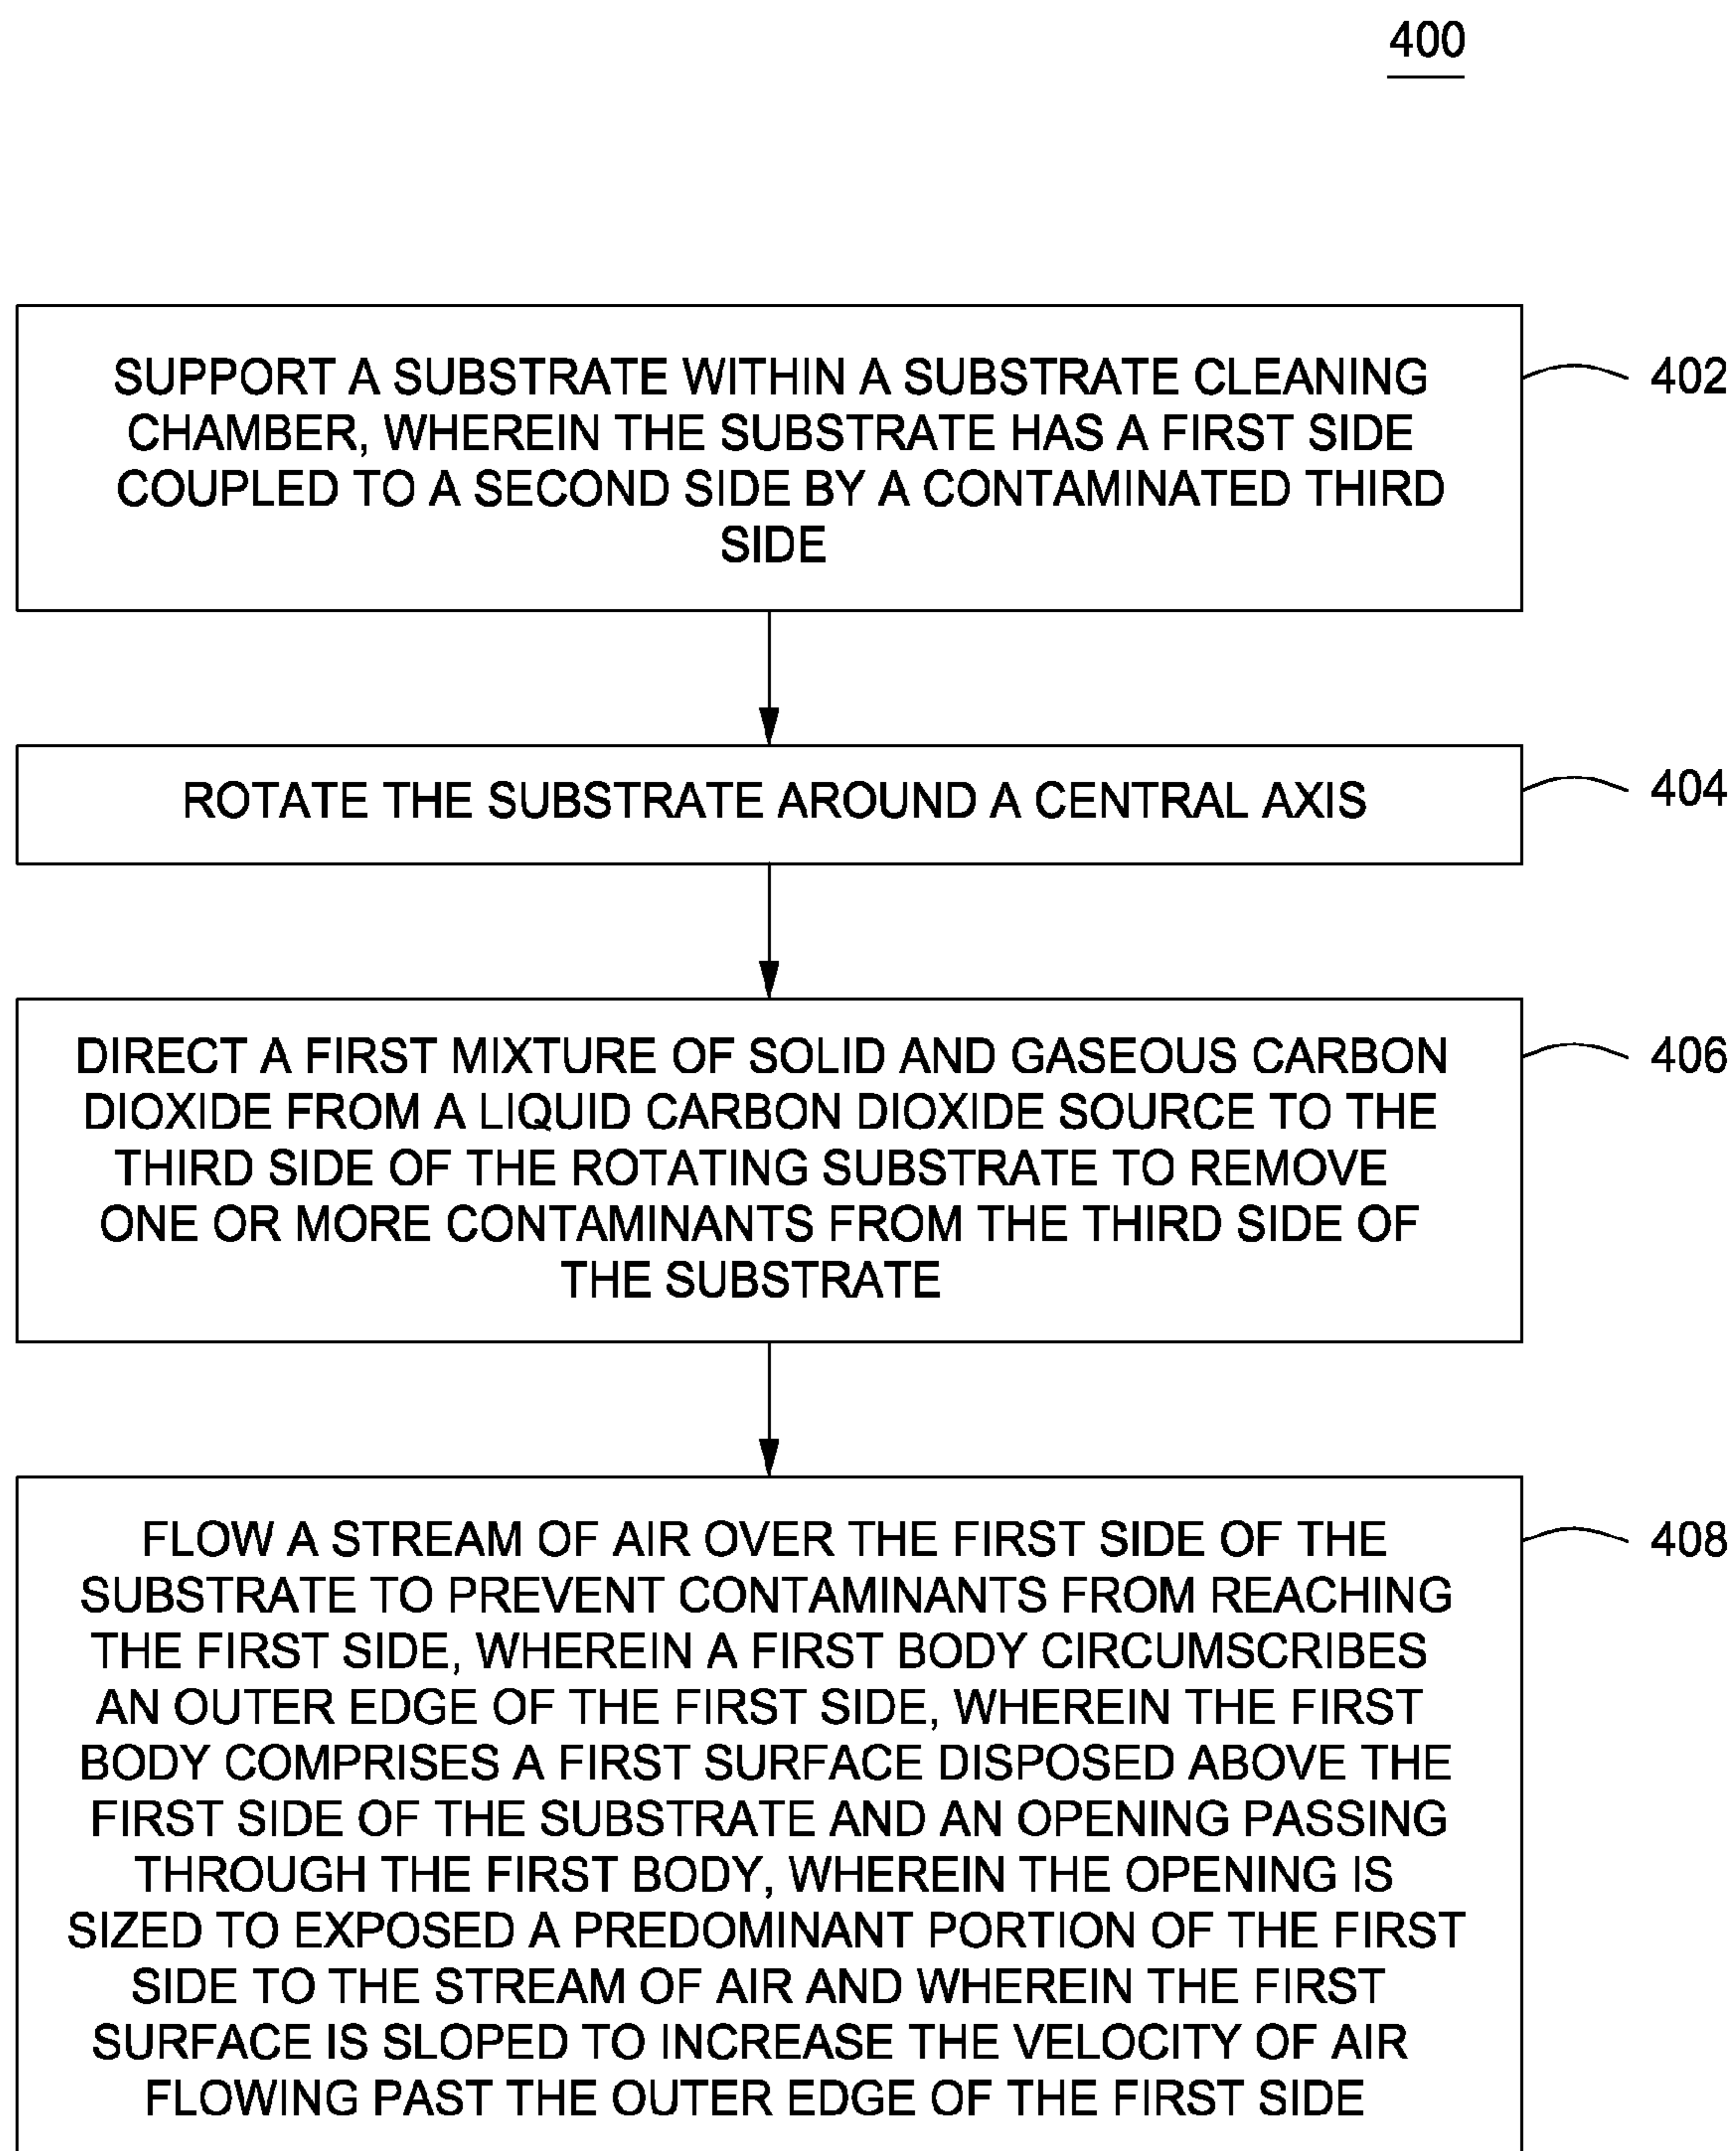 400
SUPPORT A SUBSTRATE WITHIN A SUBSTRATE CLEANING
CHAMBER, WHEREIN THE SUBSTRATE HAS A FIRST SIDE
COUPLED TO A SECOND SIDE BY A CONTAMINATED THIRD
SIDE
402
ROTATE THE SUBSTRATE AROUND A CENTRAL AXIS
404
DIRECT A FIRST MIXTURE OF SOLID AND GASEOUS CARBON
DIOXIDE FROM A LIQUID CARBON DIOXIDE SOURCE TO THE
THIRD SIDE OF THE ROTATING SUBSTRATE TO REMOVE
ONE OR MORE CONTAMINANTS FROM THE THIRD SIDE OF
THE SUBSTRATE
406
FLOW A STREAM OF AIR OVER THE FIRST SIDE OF THE
SUBSTRATE TO PREVENT CONTAMINANTS FROM REACHING
THE FIRST SIDE, WHEREIN A FIRST BODY CIRCUMSCRIBES
AN OUTER EDGE OF THE FIRST SIDE, WHEREIN THE FIRST
BODY COMPRISES A FIRST SURFACE DISPOSED ABOVE THE
FIRST SIDE OF THE SUBSTRATE AND AN OPENING PASSING
THROUGH THE FIRST BODY, WHEREIN THE OPENING IS
SIZED TO EXPOSED A PREDOMINANT PORTION OF THE FIRST
SIDE TO THE STREAM OF AIR AND WHEREIN THE FIRST
SURFACE IS SLOPED TO INCREASE THE VELOCITY OF AIR
FLOWING PAST THE OUTER EDGE OF THE FIRST SIDE
408